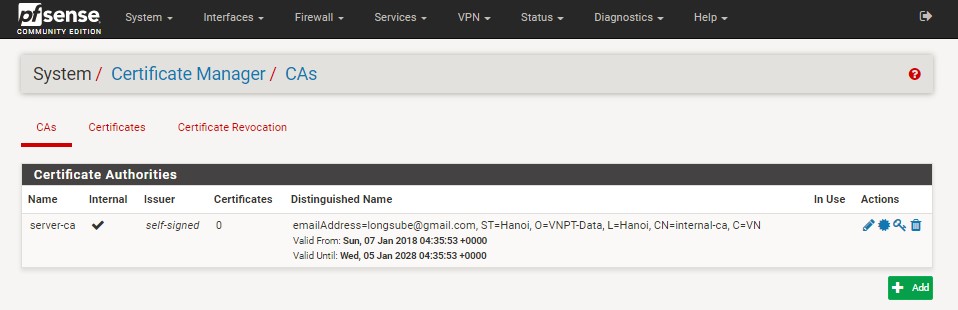 pfsense
COMMUNITY EDITION
System Interfaces Firewall Services VPN Status Diagnostics Help
System / Certificate Manager / CAs
CAs Certificates Certificate Revocation
Certificate Authorities
Name Internal Issuer Certificates Distinguished Name In Use Actions
server-ca self-signed 0 emailAddress=longsube@gmail.com, ST=Hanoi, O=VNPT-Data, L=Hanoi, CN=internal-ca, C=VN
Valid From: Sun, 07 Jan 2018 04:35:53 +0000
Valid Until: Wed, 05 Jan 2028 04:35:53 +0000
Add